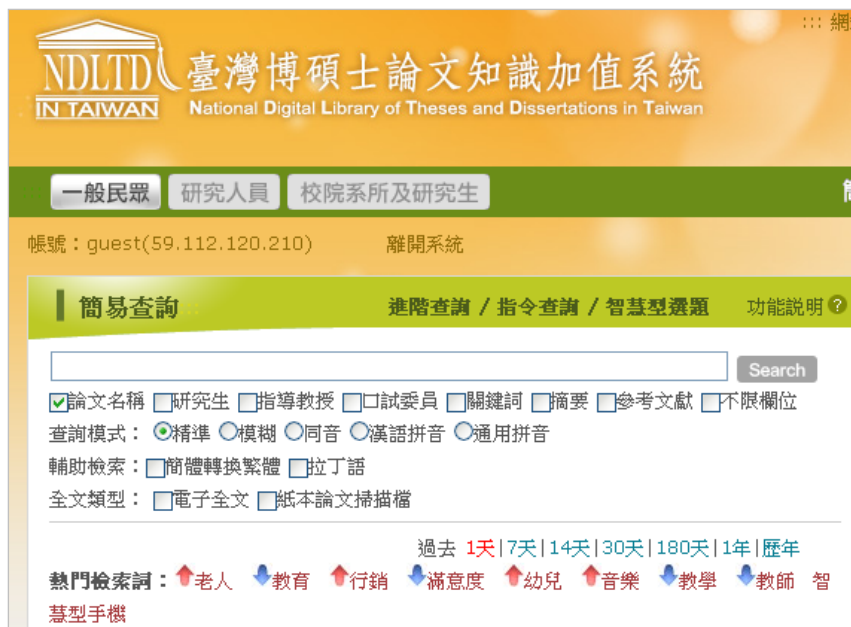 ::: 網
NDLTD
IN TAIWAN
臺灣博碩士論文知識加值系統
National Digital Library of Theses and Dissertations in Taiwan
一般民眾 研究人員 校院系所及研究生
帳號：guest(59.112.120.210) 離開系統
簡易查詢 進階查詢 / 指令查詢 / 智慧型選題 功能說明 ?
Search
論文名稱 研究生 指導教授 口試委員 關鍵詞 摘要 參考文獻 不限欄位
查詢模式： 精準 模糊 同音 漢語拼音 通用拼音
輔助檢索： 簡體轉換繁體 拉丁語
全文類型： 電子全文 紙本論文掃描檔
過去 1天|7天|14天|30天|180天|1年|歷年
熱門檢索詞： 老人 教育 行銷 滿意度 幼兒 音樂 教學 教師 智
慧型手機